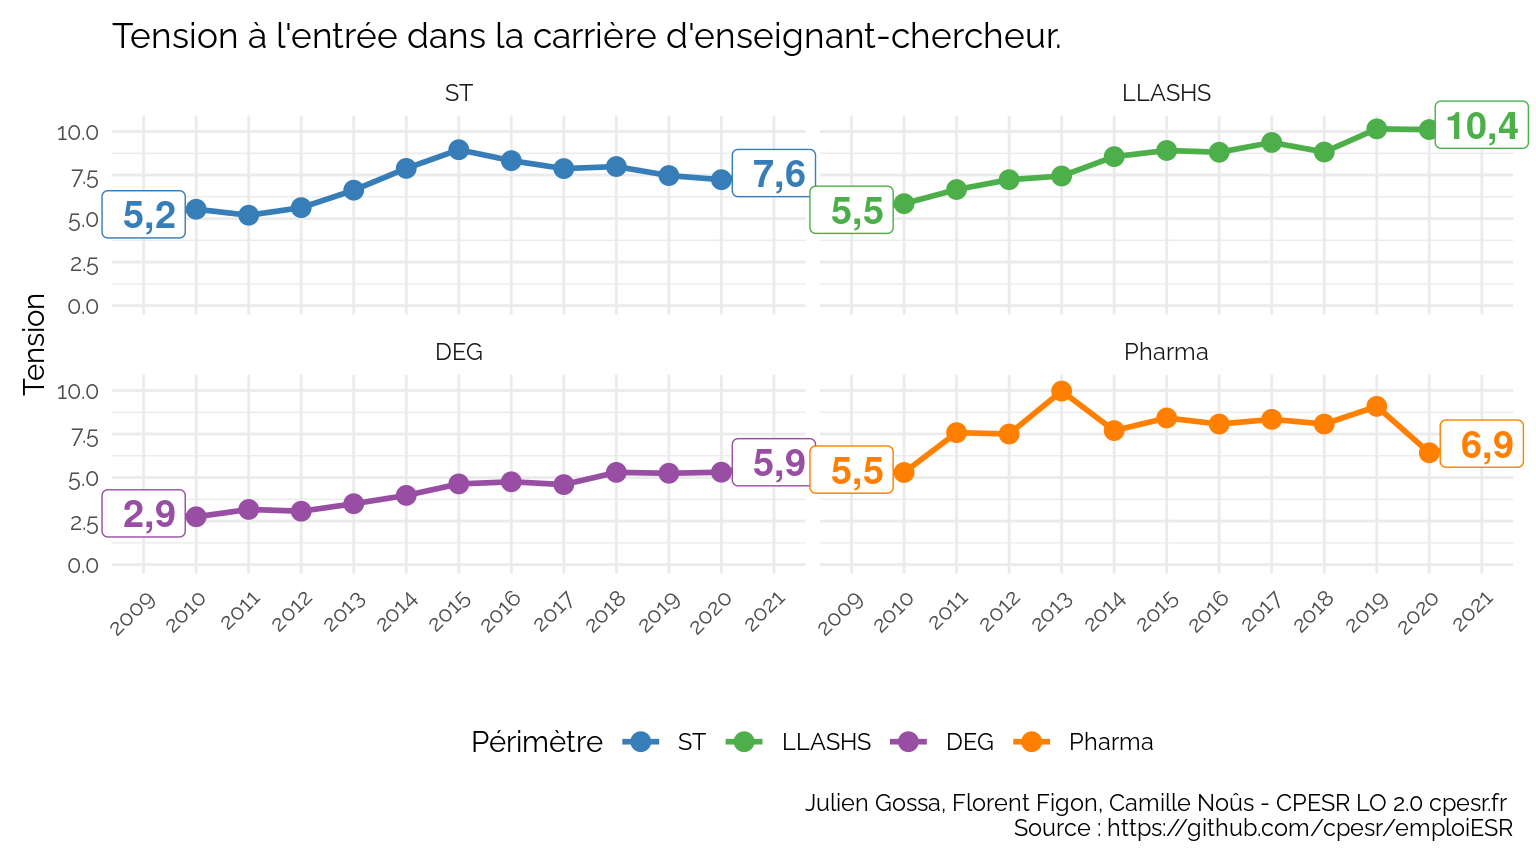 Tension à l'entrée dans la carrière d'enseignant-chercheur.
ST
LLASHS
10.0
7.5
5.0
2.5
0.0
5,2
7,6
5,5
10,4
Tension
DEG
Pharma
10.0
7.5
5.0
2.5
0.0
2,9
5,9
5,5
6,9
2009 2010 2011 2012 2013 2014 2015 2016 2017 2018 2019 2020 2021
2009 2010 2011 2012 2013 2014 2015 2016 2017 2018 2019 2020 2021
Périmètre ST LLASHS DEG Pharma
Julien Gossa, Florent Figon, Camille Noûs - CPESR LO 2.0 cpesr.fr
Source : https://github.com/cpesr/emploiESR